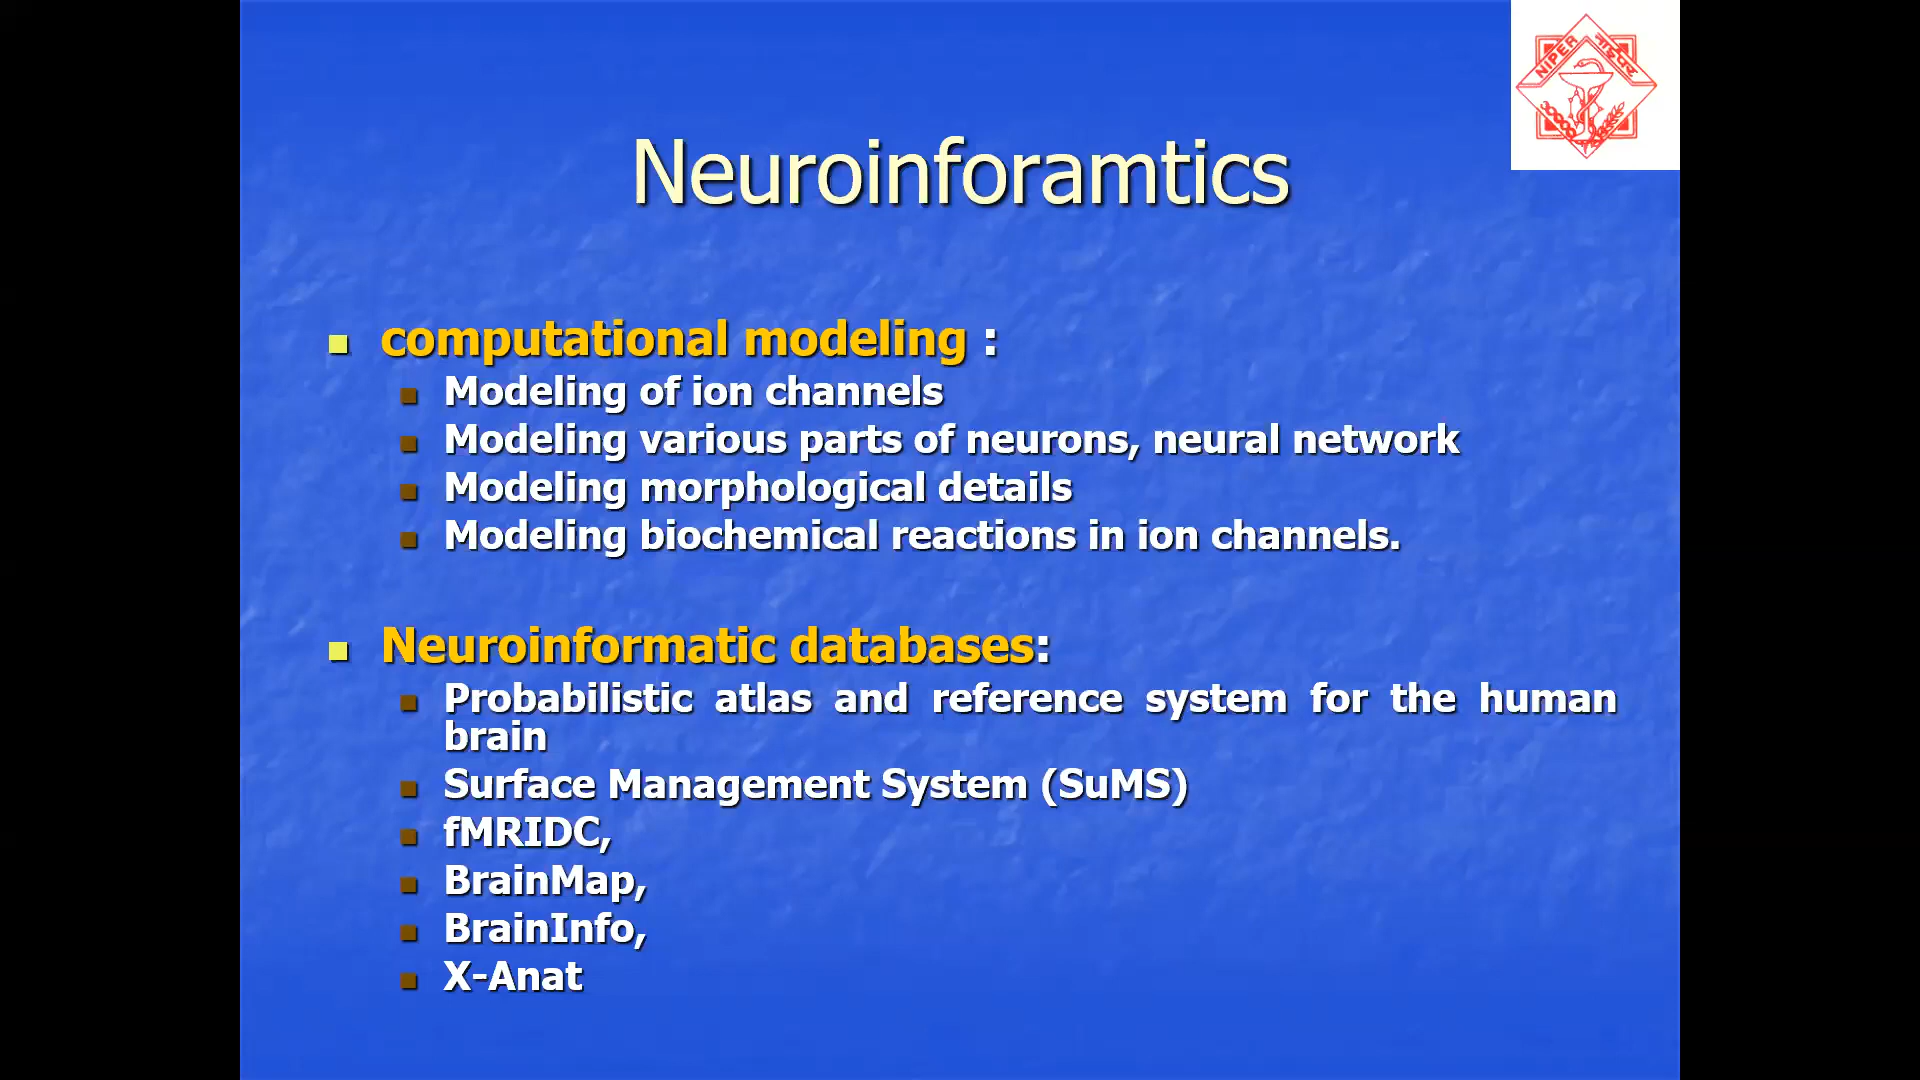 NIPER नाईपर
Neuroinforamtics
computational modeling :
Modeling of ion channels
Modeling various parts of neurons, neural network
Modeling morphological details
Modeling biochemical reactions in ion channels.
Neuroinformatic databases:
Probabilistic atlas and reference system for the human
brain
Surface Management System (SuMS)
fMRIDC,
BrainMap,
BrainInfo,
X-Anat